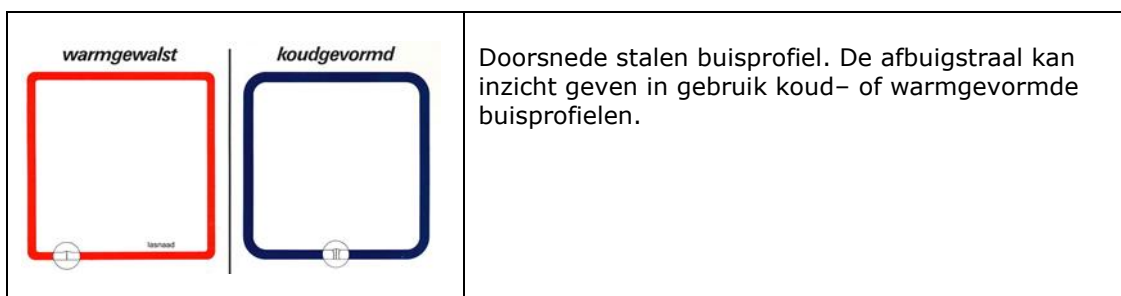 warmgewalst
koudgevormd
lasnaad
Doorsnede stalen buisprofiel. De afbuigstraal kan
inzicht geven in gebruik koud– of warmgevormde
buisprofielen.